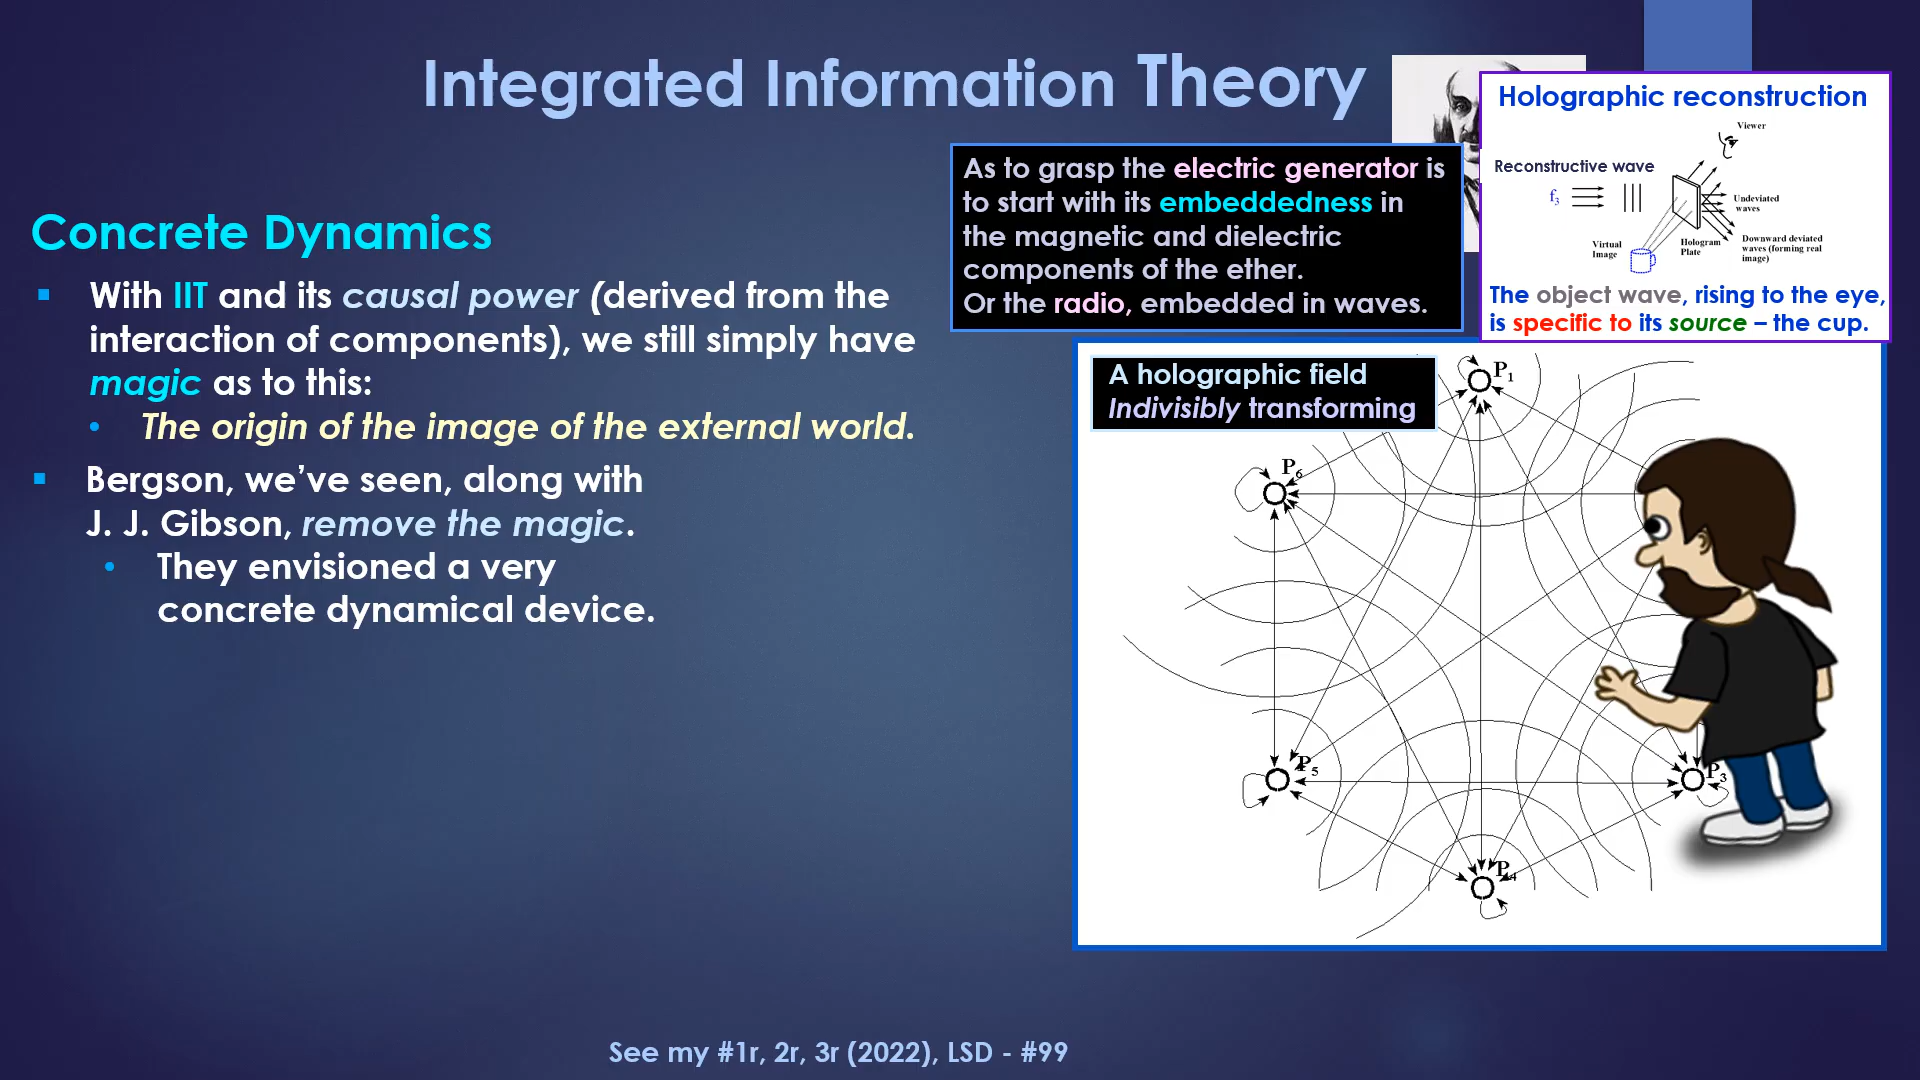 Integrated Information Theory
Concrete Dynamics
With IIT and its causal power (derived from the
interaction of components), we still simply have
magic as to this:
The origin of the image of the external world.
Bergson, we’ve seen, along with
J. J. Gibson, remove the magic.
They envisioned a very
concrete dynamical device.
As to grasp the electric generator is
to start with its embeddedness in
the magnetic and dielectric
components of the ether.
Or the radio, embedded in waves.
Holographic reconstruction
Viewer
Reconstructive wave
f3
Undeviated
waves
Virtual
Image
Hologram
Plate
Downward deviated
waves (forming real
image)
The object wave, rising to the eye,
is specific to its source – the cup.
A holographic field
Indivisibly transforming
P1
P6
P5
P3
P4
See my #1r, 2r, 3r (2022), LSD - #99